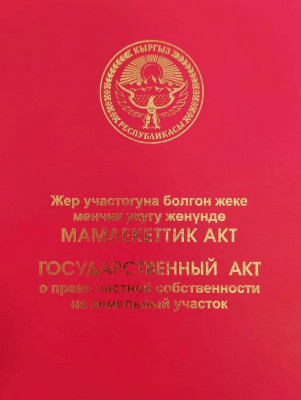 КЫРГЫЗ
РЕСПУБЛИКАСЫ
Жер участогуна болгон жеке
менчик укугу жөнүндө
МАМЛЕКЕТТИК АКТ
ГОСУДАРСТВЕННЫЙ АКТ
о праве частной собственности
на земельный участок